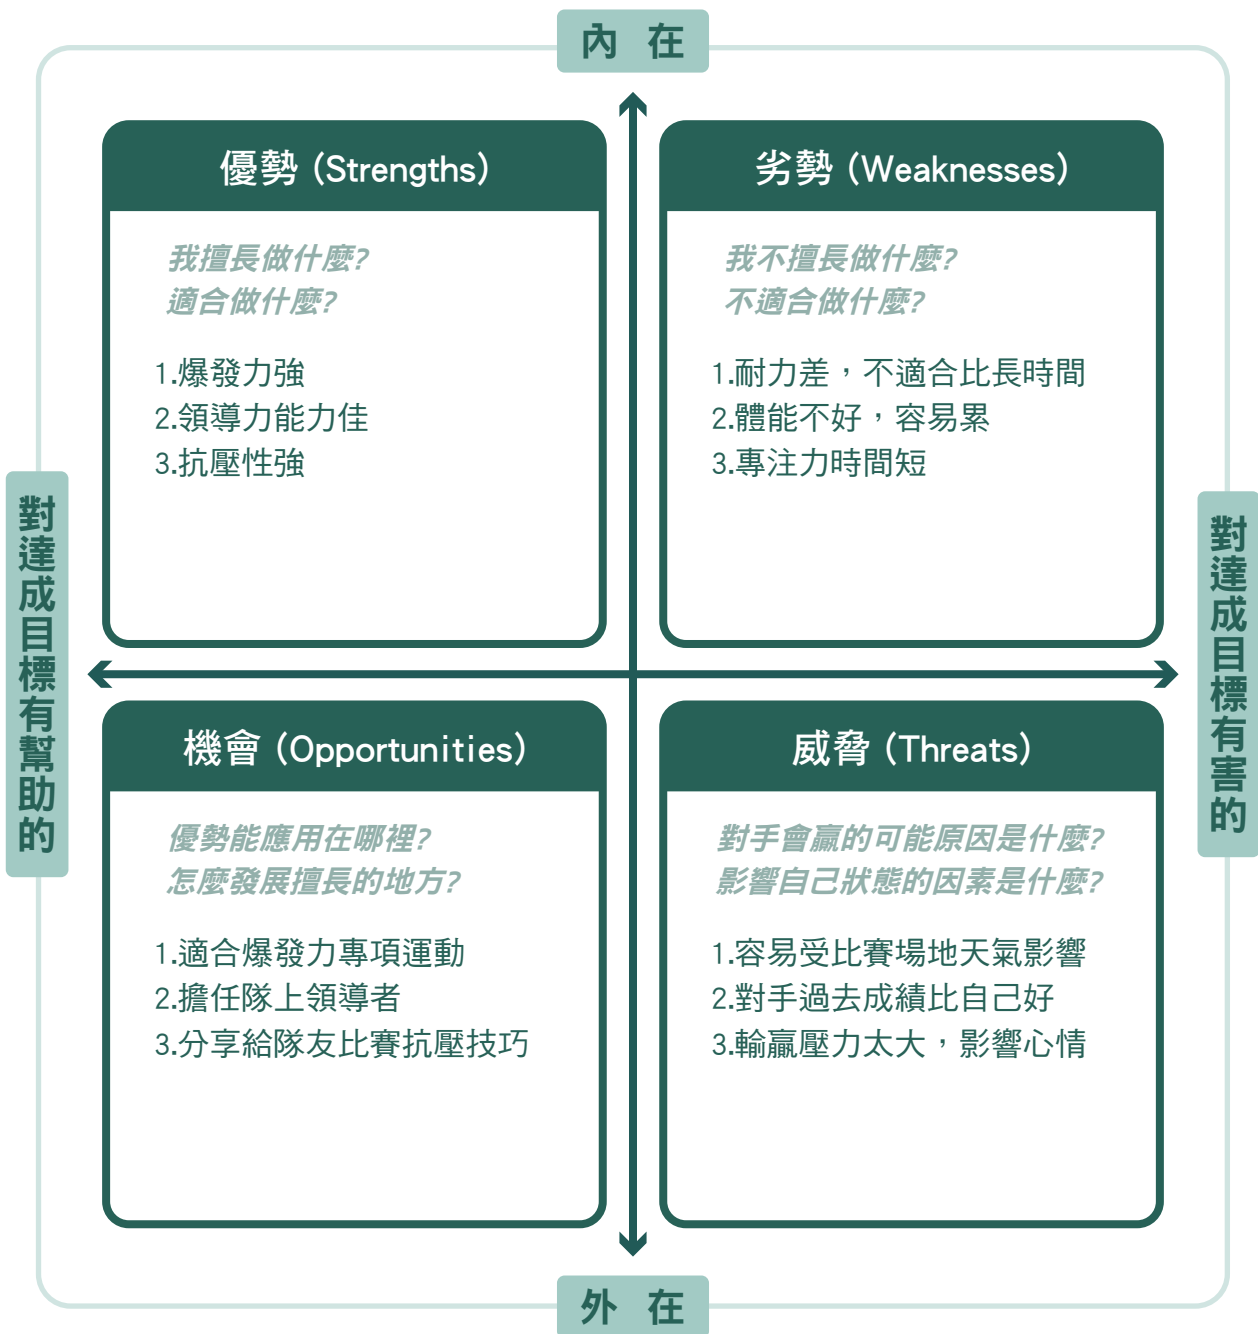 內 在
優勢 (Strengths)
我擅長做什麼?
適合做什麼?
1.爆發力強
2.領導力能力佳
3.抗壓性強
劣勢 (Weaknesses)
我不擅長做什麼?
不適合做什麼?
1.耐力差，不適合比長時間
2.體能不好，容易累
3.專注力時間短
對達成目標有幫助的
對達成目標有害的
機會 (Opportunities)
優勢能應用在哪裡?
怎麼發展擅長的地方?
1.適合爆發力專項運動
2.擔任隊上領導者
3.分享給隊友比賽抗壓技巧
威脅 (Threats)
對手會贏的可能原因是什麼?
影響自己狀態的因素是什麼?
1.容易受比賽場地天氣影響
2.對手過去成績比自己好
3.輸贏壓力太大，影響心情
外 在